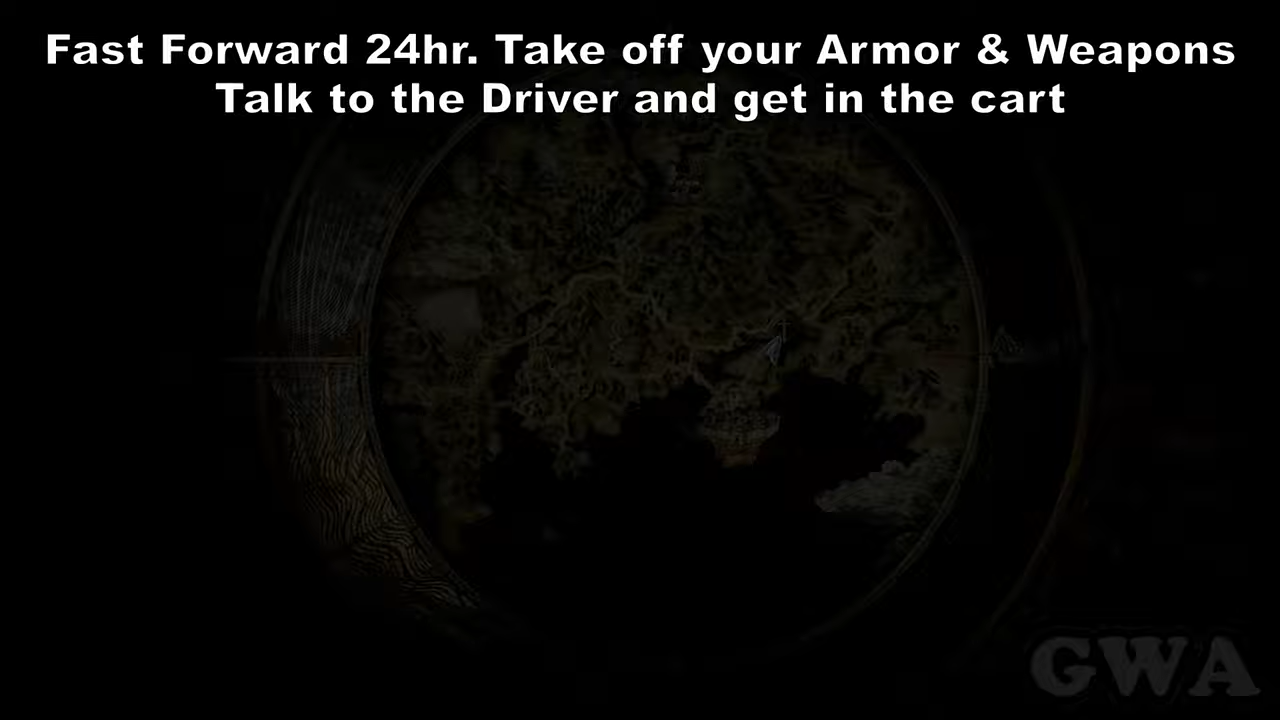 Fast Forward 24hr. Take off your Armor & Weapons
Talk to the Driver and get in the cart
GWA